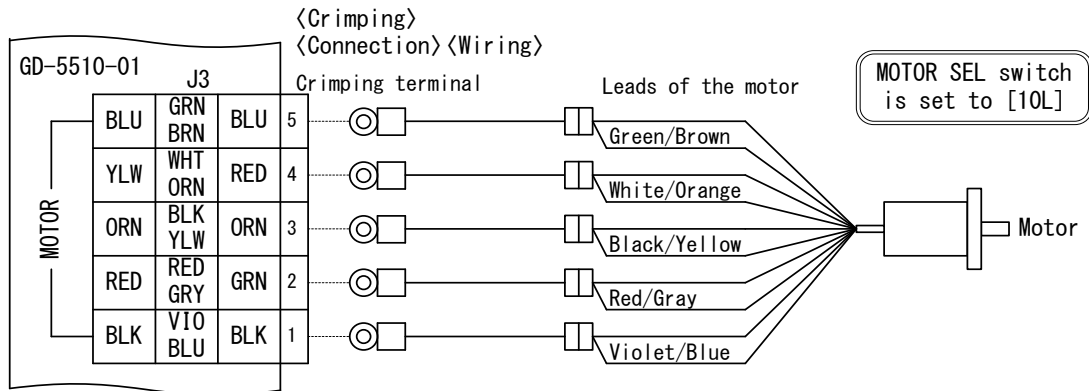 〈Crimping〉
〈Connection〉〈Wiring〉
GD-5510-01
J3
Crimping terminal
Leads of the motor
MOTOR SEL switch
is set to [10L]
MOTOR
BLU GRN BRN BLU 5
Green/Brown
YLW WHT ORN RED 4
White/Orange
ORN BLK YLW ORN 3
Black/Yellow
Motor
RED RED GRY GRN 2
Red/Gray
BLK VIO BLU BLK 1
Violet/Blue